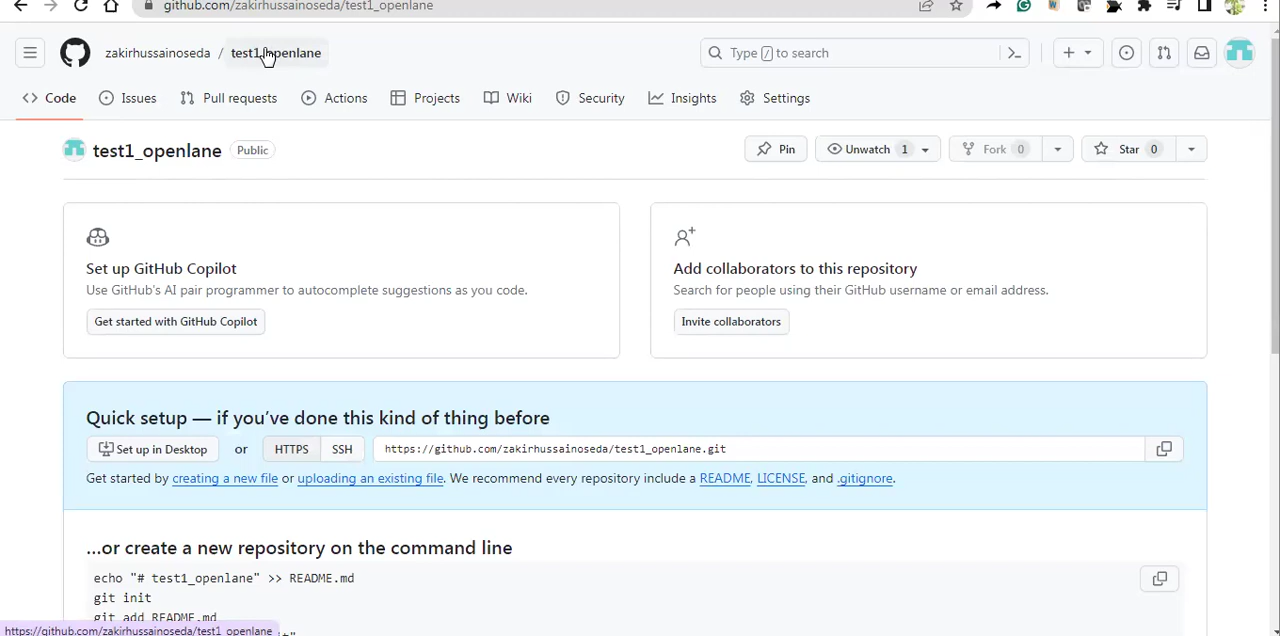 github.com/zakirhussainoseda/test1_openlane
zakirhussainoseda / test1_openlane
Type / to search
Code Issues Pull requests Actions Projects Wiki Security Insights Settings
test1_openlane Public
Pin Unwatch 1 Fork 0 Star 0
Set up GitHub Copilot
Use GitHub's AI pair programmer to autocomplete suggestions as you code.
Get started with GitHub Copilot
Add collaborators to this repository
Search for people using their GitHub username or email address.
Invite collaborators
Quick setup — if you've done this kind of thing before
Set up in Desktop or HTTPS SSH https://github.com/zakirhussainoseda/test1_openlane.git
Get started by creating a new file or uploading an existing file. We recommend every repository include a README, LICENSE, and .gitignore.
...or create a new repository on the command line
echo "# test1_openlane" >> README.md
git init
git add README.md
https://github.com/zakirhussainoseda/test1_openlane